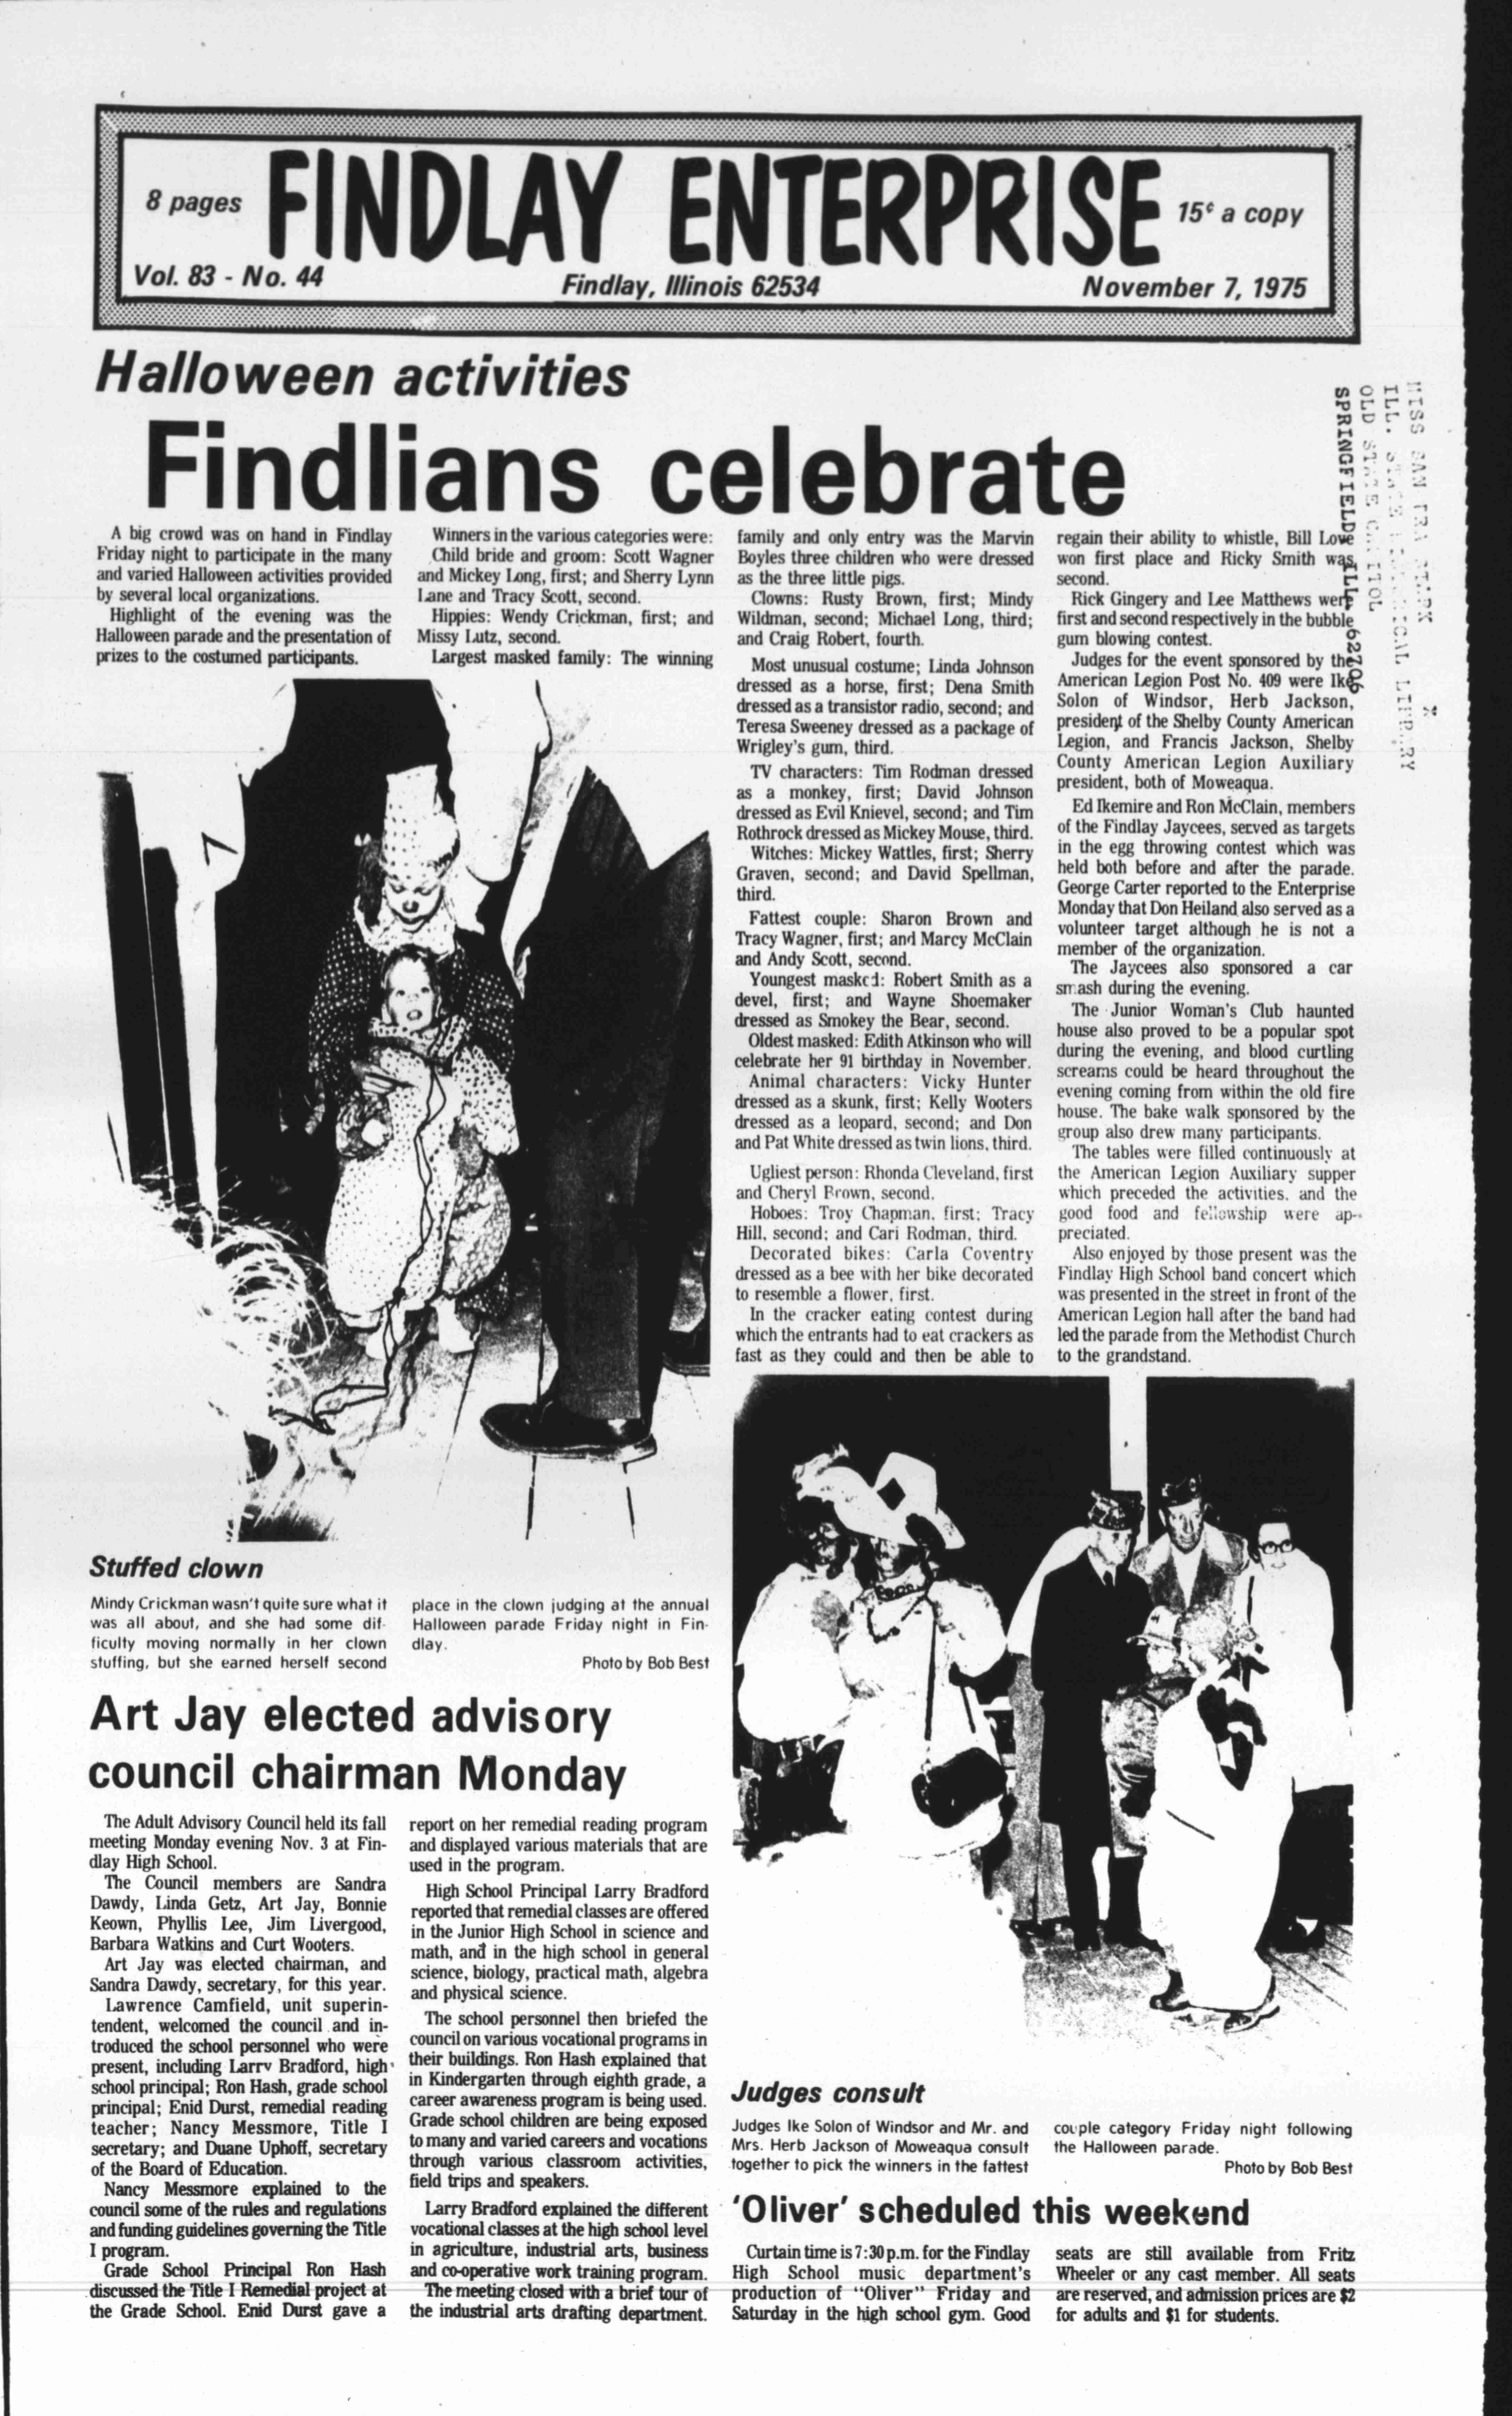 8 pages
FINDLAY ENTERPRISE
15¢ a copy
Vol. 83 - No. 44
Findlay, Illinois 62534
November 7, 1975
Halloween activities
Findlians celebrate
A big crowd was on hand in Findlay
Friday night to participate in the many
and varied Halloween activities provided
by several local organizations.
Highlight of the evening was the
Halloween parade and the presentation of
prizes to the costumed participants.
Winners in the various categories were:
Child bride and groom: Scott Wagner
and Mickey Long, first; and Sherry Lynn
Lane and Tracy Scott, second.
Hippies: Wendy Crickman, first; and
Missy Lutz, second.
Largest masked family: The winning
family and only entry was the Marvin
Boyles three children who were dressed
as the three little pigs.
Clowns: Rusty Brown, first; Mindy
Wildman, second; Michael Long, third;
and Craig Robert, fourth.
Most unusual costume; Linda Johnson
dressed as a horse, first; Dena Smith
dressed as a transistor radio, second; and
Teresa Sweeney dressed as a package of
Wrigley's gum, third.
TV characters: Tim Rodman dressed
as a monkey, first; David Johnson
dressed as Evil Knievel, second; and Tim
Rothrock dressed as Mickey Mouse, third.
Witches: Mickey Wattles, first; Sherry
Graven, second; and David Spellman,
third.
Fattest couple: Sharon Brown and
Tracy Wagner, first; and Marcy McClain
and Andy Scott, second.
Youngest masked: Robert Smith as a
devel, first; and Wayne Shoemaker
dressed as Smokey the Bear, second.
Oldest masked: Edith Atkinson who will
celebrate her 91 birthday in November.
Animal characters: Vicky Hunter
dressed as a skunk, first; Kelly Wooters
dressed as a leopard, second; and Don
and Pat White dressed as twin lions, third.
Ugliest person: Rhonda Cleveland, first
and Cheryl Brown, second.
Hoboes: Troy Chapman, first; Tracy
Hill, second; and Cari Rodman, third.
Decorated bikes: Carla Coventry
dressed as a bee with her bike decorated
to resemble a flower, first.
In the cracker eating contest during
which the entrants had to eat crackers as
fast as they could and then be able to
regain their ability to whistle, Bill Love
won first place and Ricky Smith was
second.
Rick Gingery and Lee Matthews were
first and second respectively in the bubble
gum blowing contest.
Judges for the event sponsored by the
American Legion Post No. 409 were Ike
Solon of Windsor, Herb Jackson,
president of the Shelby County American
Legion, and Francis Jackson, Shelby
County American Legion Auxiliary
president, both of Moweaqua.
Ed Ikemire and Ron McClain, members
of the Findlay Jaycees, served as targets
in the egg throwing contest which was
held both before and after the parade.
George Carter reported to the Enterprise
Monday that Don Heiland also served as a
volunteer target although he is not a
member of the organization.
The Jaycees also sponsored a car
smash during the evening.
The Junior Woman's Club haunted
house also proved to be a popular spot
during the evening, and blood curtling
screams could be heard throughout the
evening coming from within the old fire
house. The bake walk sponsored by the
group also drew many participants.
The tables were filled continuously at
the American Legion Auxiliary supper
which preceded the activities, and the
good food and fellowship were ap-
preciated.
Also enjoyed by those present was the
Findlay High School band concert which
was presented in the street in front of the
American Legion hall after the band had
led the parade from the Methodist Church
to the grandstand.
MISS
ILL. STATE LIBRARY
OLD STATE CAPITOL
SPRINGFIELD ILL 62706
Stuffed clown
Mindy Crickman wasn't quite sure what it
was all about, and she had some dif-
ficulty moving normally in her clown
stuffing, but she earned herself second
place in the clown judging at the annual
Halloween parade Friday night in Fin-
dlay.
Photo by Bob Best
Art Jay elected advisory
council chairman Monday
The Adult Advisory Council held its fall
meeting Monday evening Nov. 3 at Fin-
dlay High School.
The Council members are Sandra
Dawdy, Linda Getz, Art Jay, Bonnie
Keown, Phyllis Lee, Jim Livergood,
Barbara Watkins and Curt Wooters.
Art Jay was elected chairman, and
Sandra Dawdy, secretary, for this year.
Lawrence Camfield, unit superin-
tendent, welcomed the council and in-
troduced the school personnel who were
present, including Larry Bradford, high
school principal; Ron Hash, grade school
principal; Enid Durst, remedial reading
teacher; Nancy Messmore, Title I
secretary; and Duane Uphoff, secretary
of the Board of Education.
Nancy Messmore explained to the
council some of the rules and regulations
and funding guidelines governing the Title
I program.
Grade School Principal Ron Hash
discussed the Title I Remedial project at
the Grade School. Enid Durst gave a
report on her remedial reading program
and displayed various materials that are
used in the program.
High School Principal Larry Bradford
reported that remedial classes are offered
in the Junior High School in science and
math, and in the high school in general
science, biology, practical math, algebra
and physical science.
The school personnel then briefed the
council on various vocational programs in
their buildings. Ron Hash explained that
in Kindergarten through eighth grade, a
career awareness program is being used.
Grade school children are being exposed
to many and varied careers and vocations
through various classroom activities,
field trips and speakers.
Larry Bradford explained the different
vocational classes at the high school level
in agriculture, industrial arts, business
and co-operative work training program.
The meeting closed with a brief tour of
the industrial arts drafting department.
Judges consult
Judges Ike Solon of Windsor and Mr. and
Mrs. Herb Jackson of Moweaqua consult
together to pick the winners in the fattest
couple category Friday night following
the Halloween parade.
Photo by Bob Best
'Oliver' scheduled this weekend
Curtain time is 7:30 p.m. for the Findlay
High School music department's
production of "Oliver" Friday and
Saturday in the high school gym. Good
seats are still available from Fritz
Wheeler or any cast member. All seats
are reserved, and admission prices are $2
for adults and $1 for students.